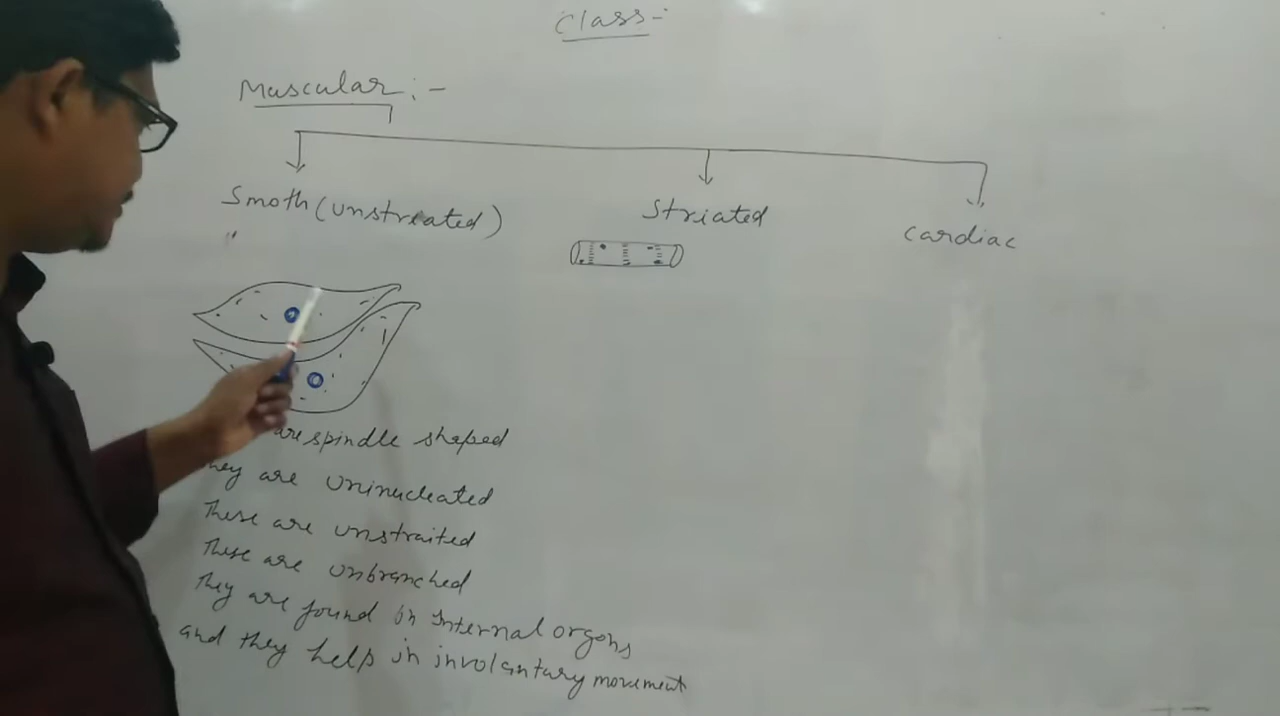 Class-
Muscular:-
Smoth (unstreated)
Striated
cardiac
"
are spindle shaped
hey are Uninucleated
These are unstraited
These are unbranched
They are found in Internal orgons
and they help in involantary movement